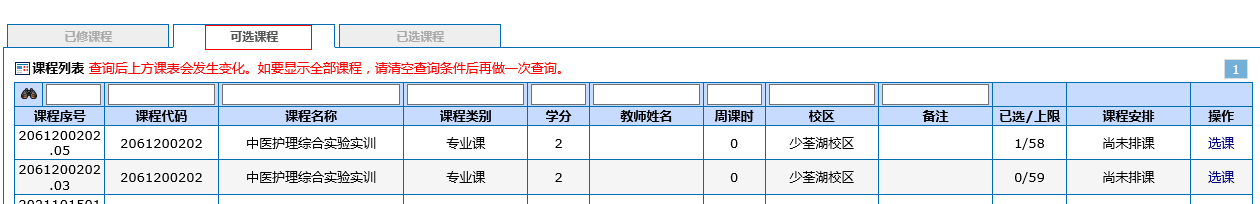 已修课程 可选课程 已选课程
课程列表 查询后上方课表会发生变化。如要显示全部课程，请清空查询条件后再做一次查询。 1
课程序号 课程代码 课程名称 课程类别 学分 教师姓名 周课时 校区 备注 已选/上限 课程安排 操作
2061200202
.05 2061200202 中医护理综合实验实训 专业课 2 0 少荃湖校区 1/58 尚未排课 选课
2061200202
.03 2061200202 中医护理综合实验实训 专业课 2 0 少荃湖校区 0/59 尚未排课 选课